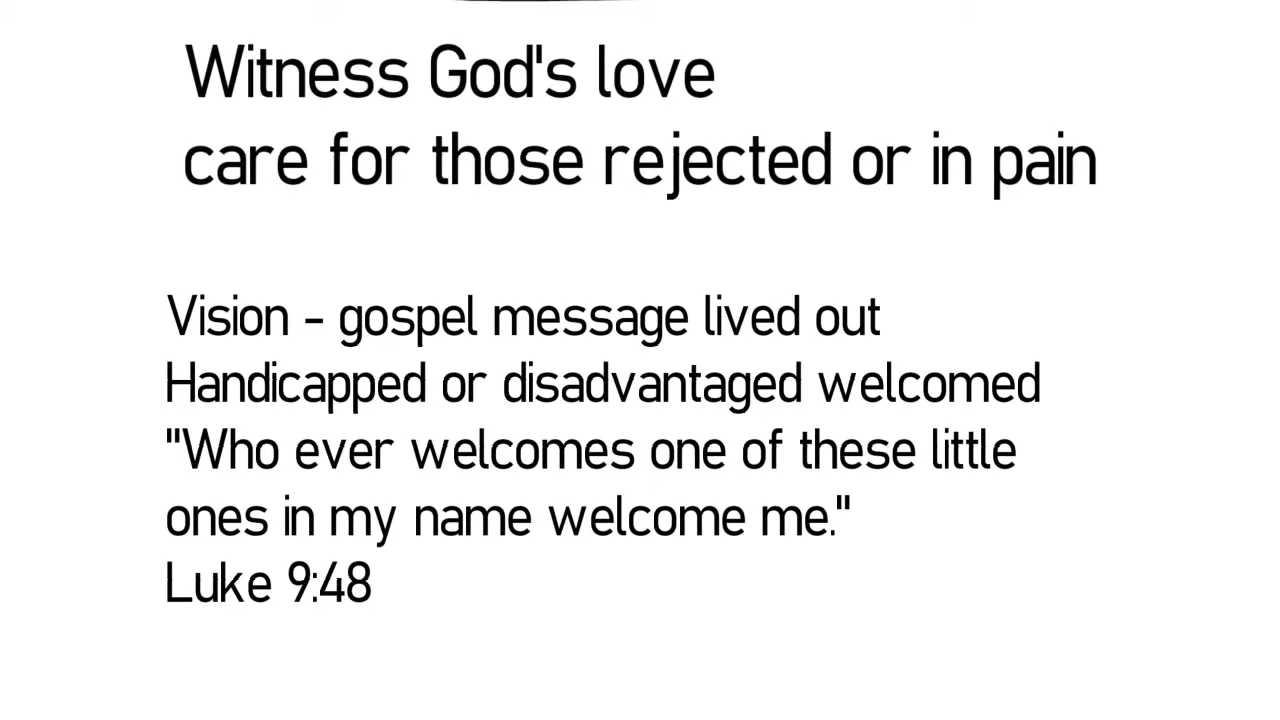 Witness God's love
care for those rejected or in pain
Vision - gospel message lived out
Handicapped or disadvantaged welcomed
"Who ever welcomes one of these little
ones in my name welcome me."
Luke 9:48